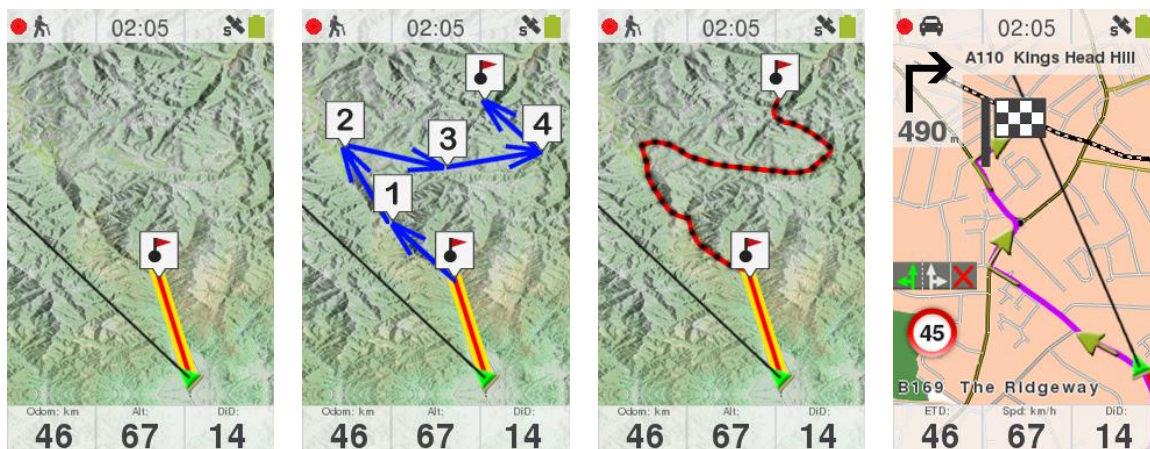 02:05
Odom: km Alt: DiD:
46 67 14
02:05
2
3
4
1
Odom: km Alt: DiD:
46 67 14
02:05
Odom: km Alt: DiD:
46 67 14
02:05
A110 Kings Head Hill
490 m
45
B169 The Ridgeway
ETD: Spd: km/h DiD:
46 67 14